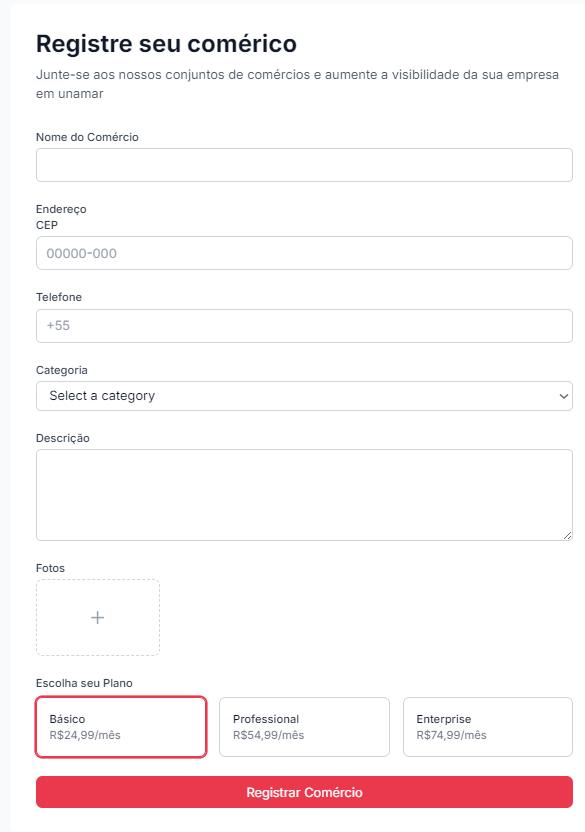 Registre seu comérico
Junte-se aos nossos conjuntos de comércios e aumente a visibilidade da sua empresa
em unamar
Nome do Comércio
Endereço
CEP
00000-000
Telefone
+55
Categoria
Select a category
Descrição
Fotos
+
Escolha seu Plano
Básico
R$24,99/mês
Professional
R$54,99/mês
Enterprise
R$74,99/mês
Registrar Comércio